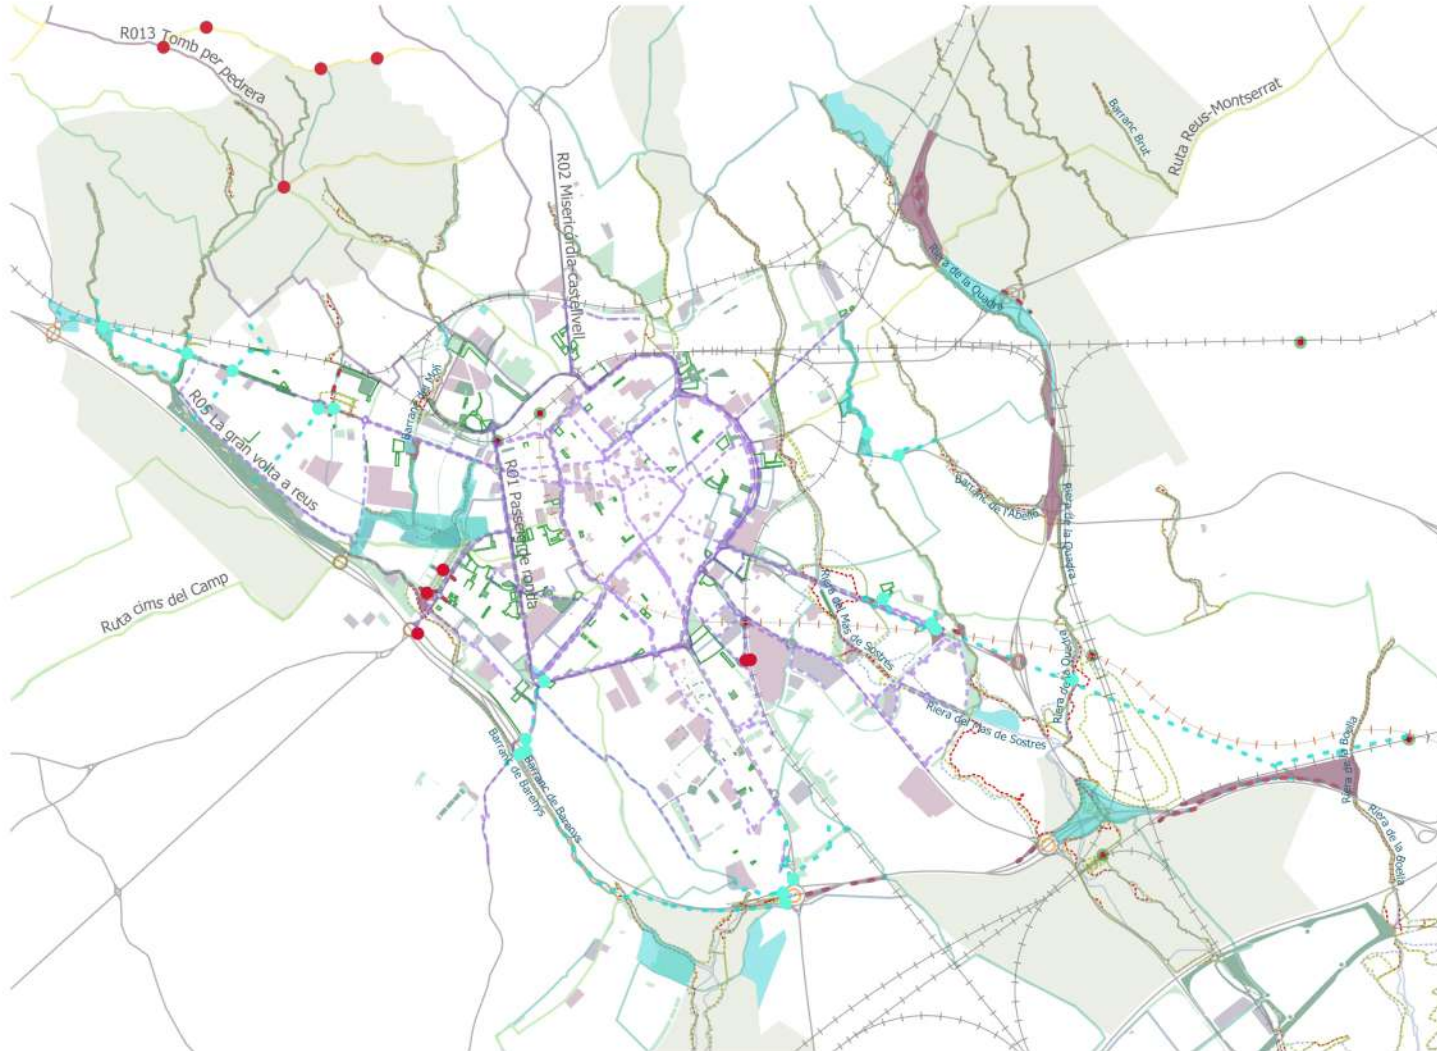 R013 Tomb per pedrera
Barranc Brut
Ruta Reus-Montserrat
R02 Misericòrdia-Castellvell
Riera de la Quadra
Barranc del Molí
R05 La gran volta a reus
R01 Passeig de ronda
Barranc de l'Abelló
Riera de la Quadra
Ruta cims del Camp
Riera del Mas de Sostres
Riera de la Quadra
Riera del Mas de Sostres
Riera de la Boella
Barranc de Barenys
Barranc de Barenys
Riera de la Boella